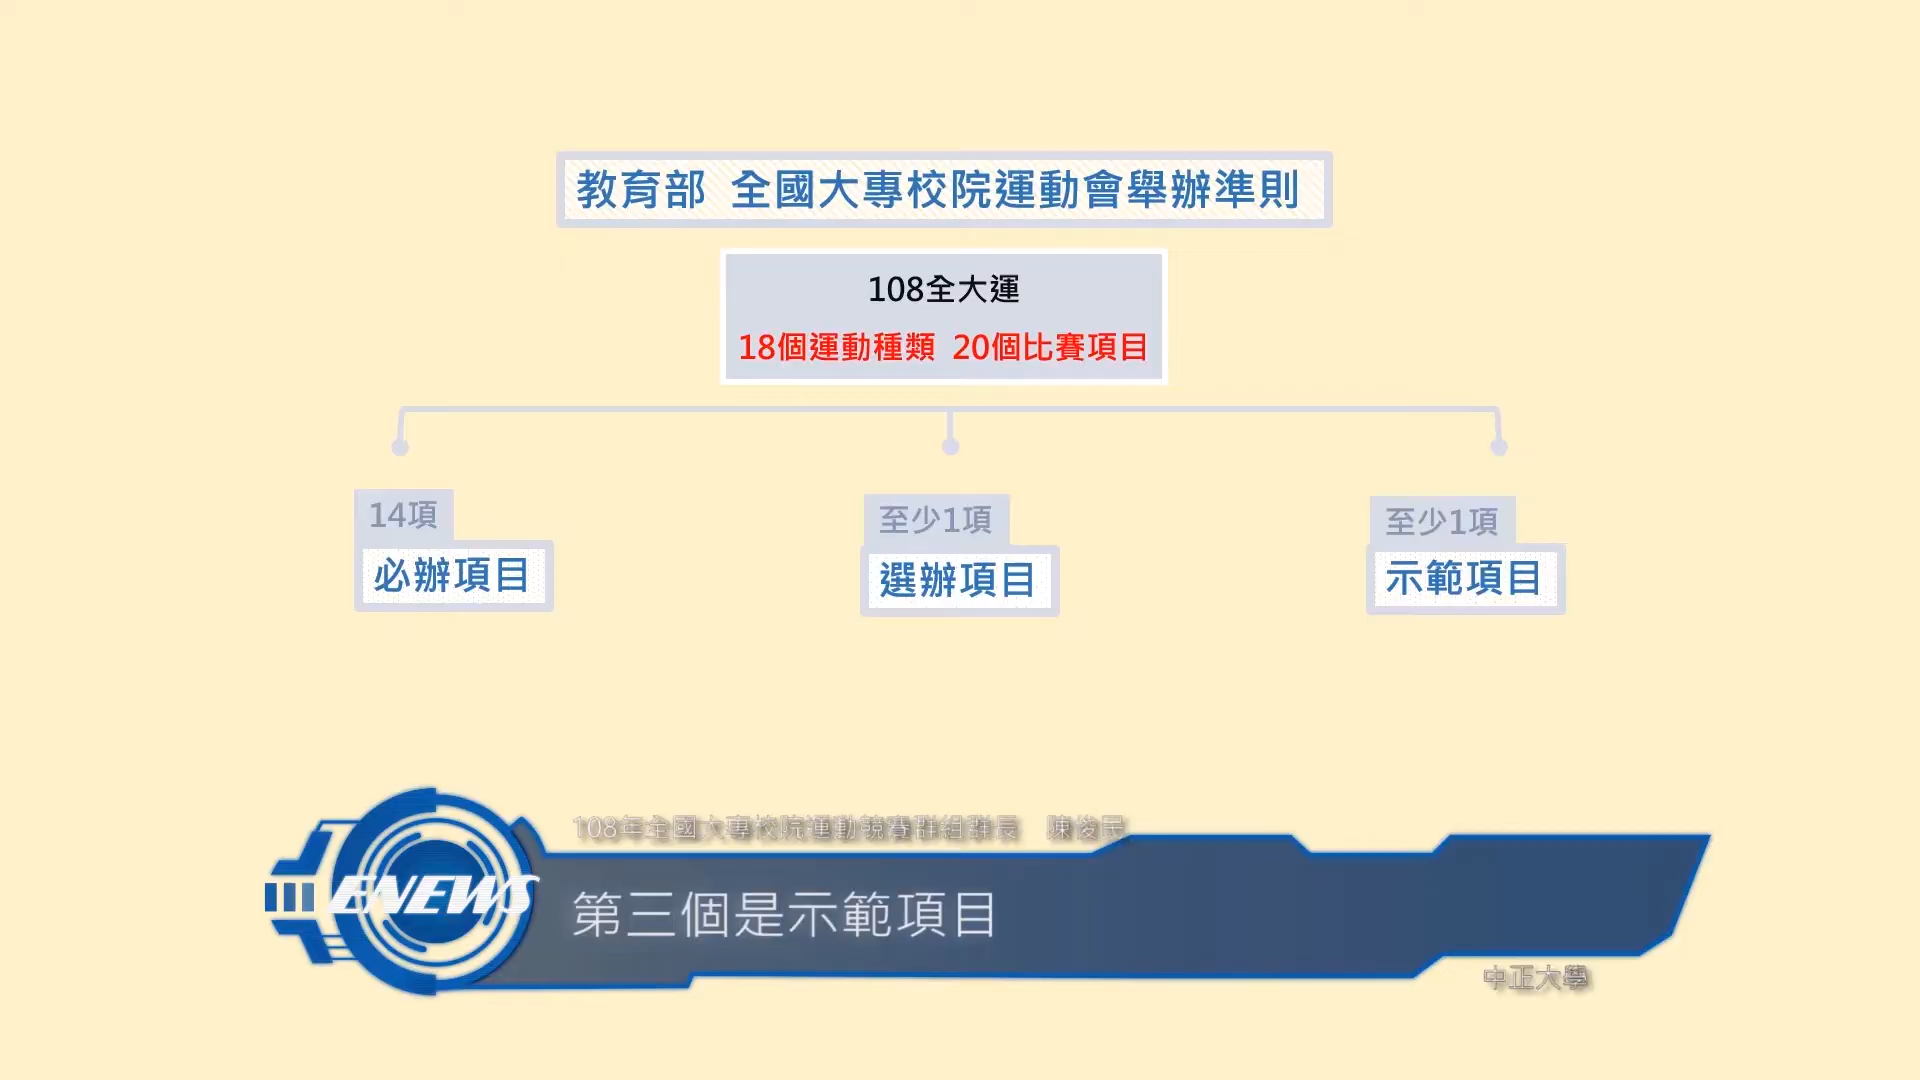 教育部 全國大專校院運動會舉辦準則
108全大運
18個運動種類 20個比賽項目
14項
必辦項目
至少1項
選辦項目
至少1項
示範項目
108年全國大專校院運動競賽群組群長 陳俊民
ENEWS
第三個是示範項目
中正大學